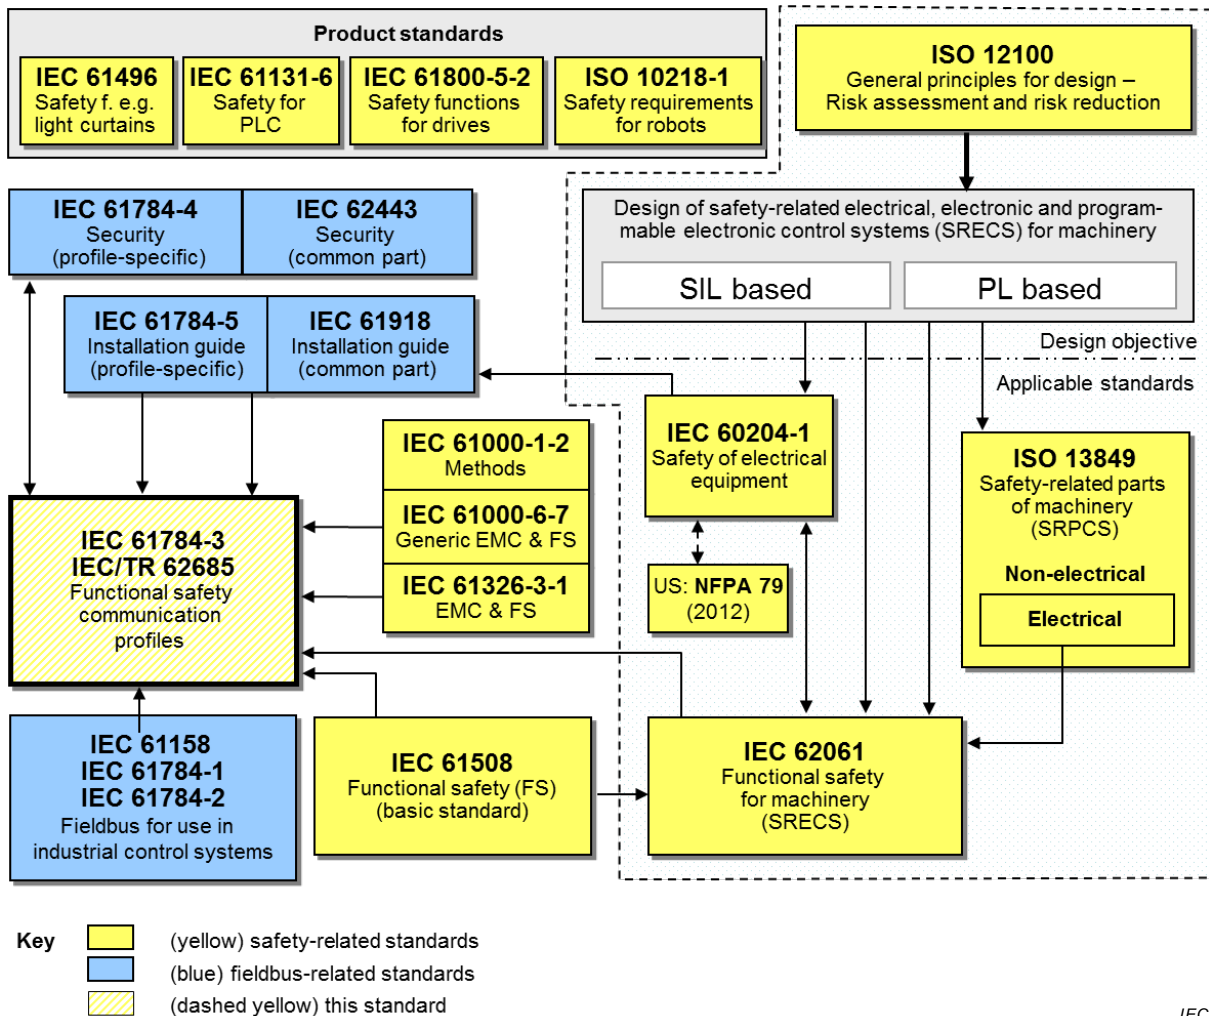 Product standards
IEC 61496
Safety f. e.g.
light curtains
IEC 61131-6
Safety for
PLC
IEC 61800-5-2
Safety functions
for drives
ISO 10218-1
Safety requirements
for robots
ISO 12100
General principles for design –
Risk assessment and risk reduction
IEC 61784-4
Security
(profile-specific)
IEC 62443
Security
(common part)
Design of safety-related electrical, electronic and program-
mable electronic control systems (SRECS) for machinery
SIL based
PL based
IEC 61784-5
Installation guide
(profile-specific)
IEC 61918
Installation guide
(common part)
Design objective
Applicable standards
IEC 60204-1
Safety of electrical
equipment
IEC 61000-1-2
Methods
IEC 61000-6-7
Generic EMC & FS
IEC 61326-3-1
EMC & FS
ISO 13849
Safety-related parts
of machinery
(SRPCS)
Non-electrical
Electrical
US: NFPA 79
(2012)
IEC 61784-3
IEC/TR 62685
Functional safety
communication
profiles
IEC 61158
IEC 61784-1
IEC 61784-2
Fieldbus for use in
industrial control systems
IEC 61508
Functional safety (FS)
(basic standard)
IEC 62061
Functional safety
for machinery
(SRECS)
Key
(yellow) safety-related standards
(blue) fieldbus-related standards
(dashed yellow) this standard
IEC